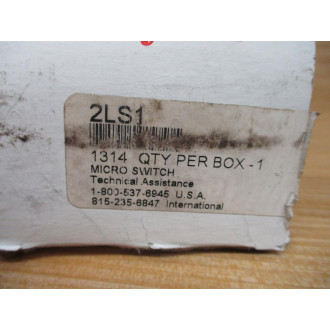 2LS1
1314 QTY PER BOX - 1
MICRO SWITCH
Technical Assistance
1-800-537-6945 U.S.A.
815-235-6847 International